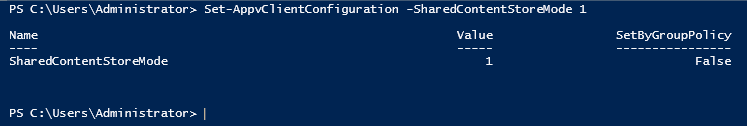 PS C:\Users\Administrator> Set-AppvClientConfiguration -SharedContentStoreMode 1
Name Value SetByGroupPolicy
---- ----- ----------------
SharedContentStoreMode 1 False
PS C:\Users\Administrator>